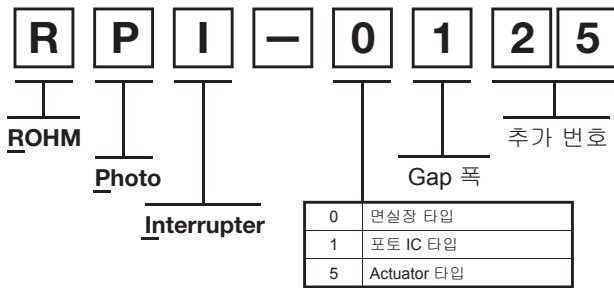 R P I — 0 1 2 5
ROHM
추가 번호
Photo
Gap 폭
Interrupter
0 면실장 타입
1 포토 IC 타입
5 Actuator 타입